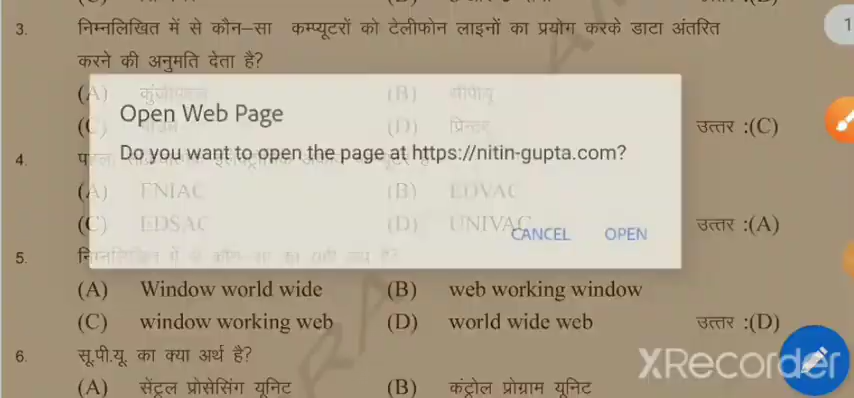 3. निम्नलिखित में से कौन-सा कम्प्यूटरों को टेलीफोन लाइनों का प्रयोग करके डाटा अंतरित
करने की अनुमति देता है?
(A) (B) सीपीयू
Open Web Page
(C) (D) प्रिन्टर उत्तर :(C)
Do you want to open the page at https://nitin-gupta.com?
4.
(A) ENIAC (B) EDVAC
(C) EDSAC (D) UNIVAC उत्तर :(A)
CANCEL OPEN
5. निम्नलिखित में से कौन-सा
(A) Window world wide (B) web working window
(C) window working web (D) world wide web उत्तर :(D)
6. सू.पी.यू. का क्या अर्थ है?
(A) सेंट्रल प्रोसेसिंग यूनिट (B) कंट्रोल प्रोग्राम यूनिट
1
XRecorder